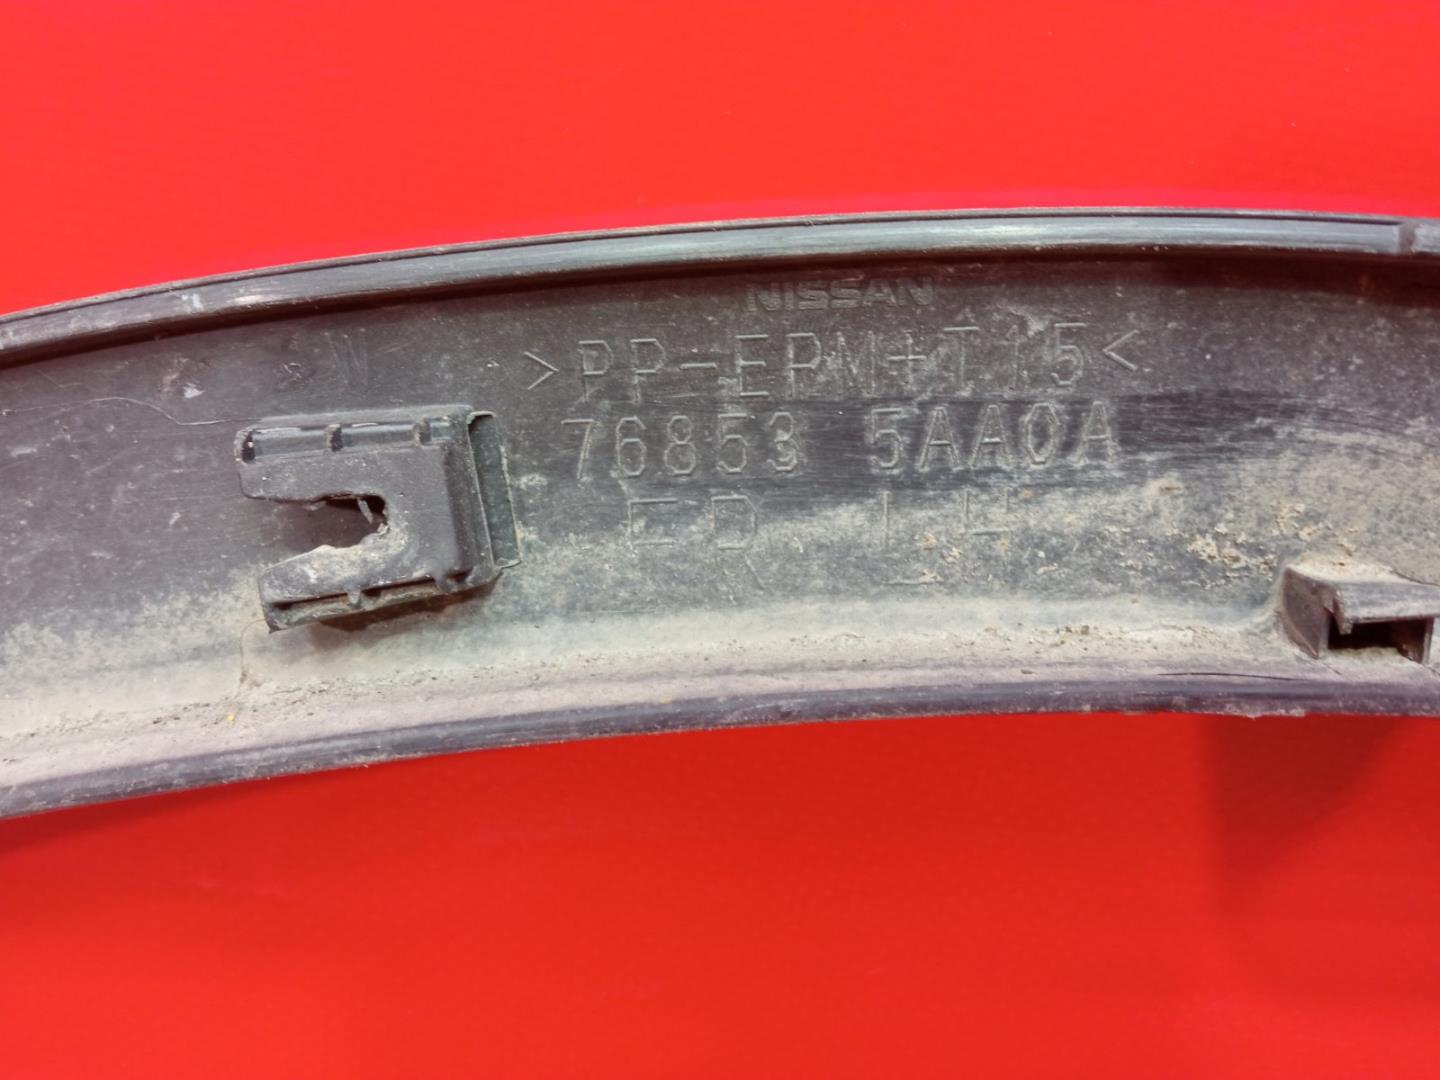 NISSAN
W
>PP-EPM+T15<
76853 5AA0A
FR LH